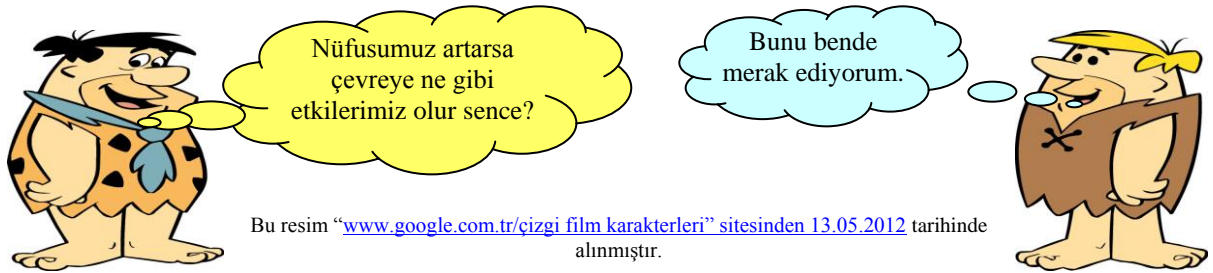 Nüfusumuz artarsa
çevreye ne gibi
etkilerimiz olur sence?
Bunu bende
merak ediyorum.
Bu resim “www.google.com.tr/çizgi film karakterleri” sitesinden 13.05.2012 tarihinde
alınmıştır.